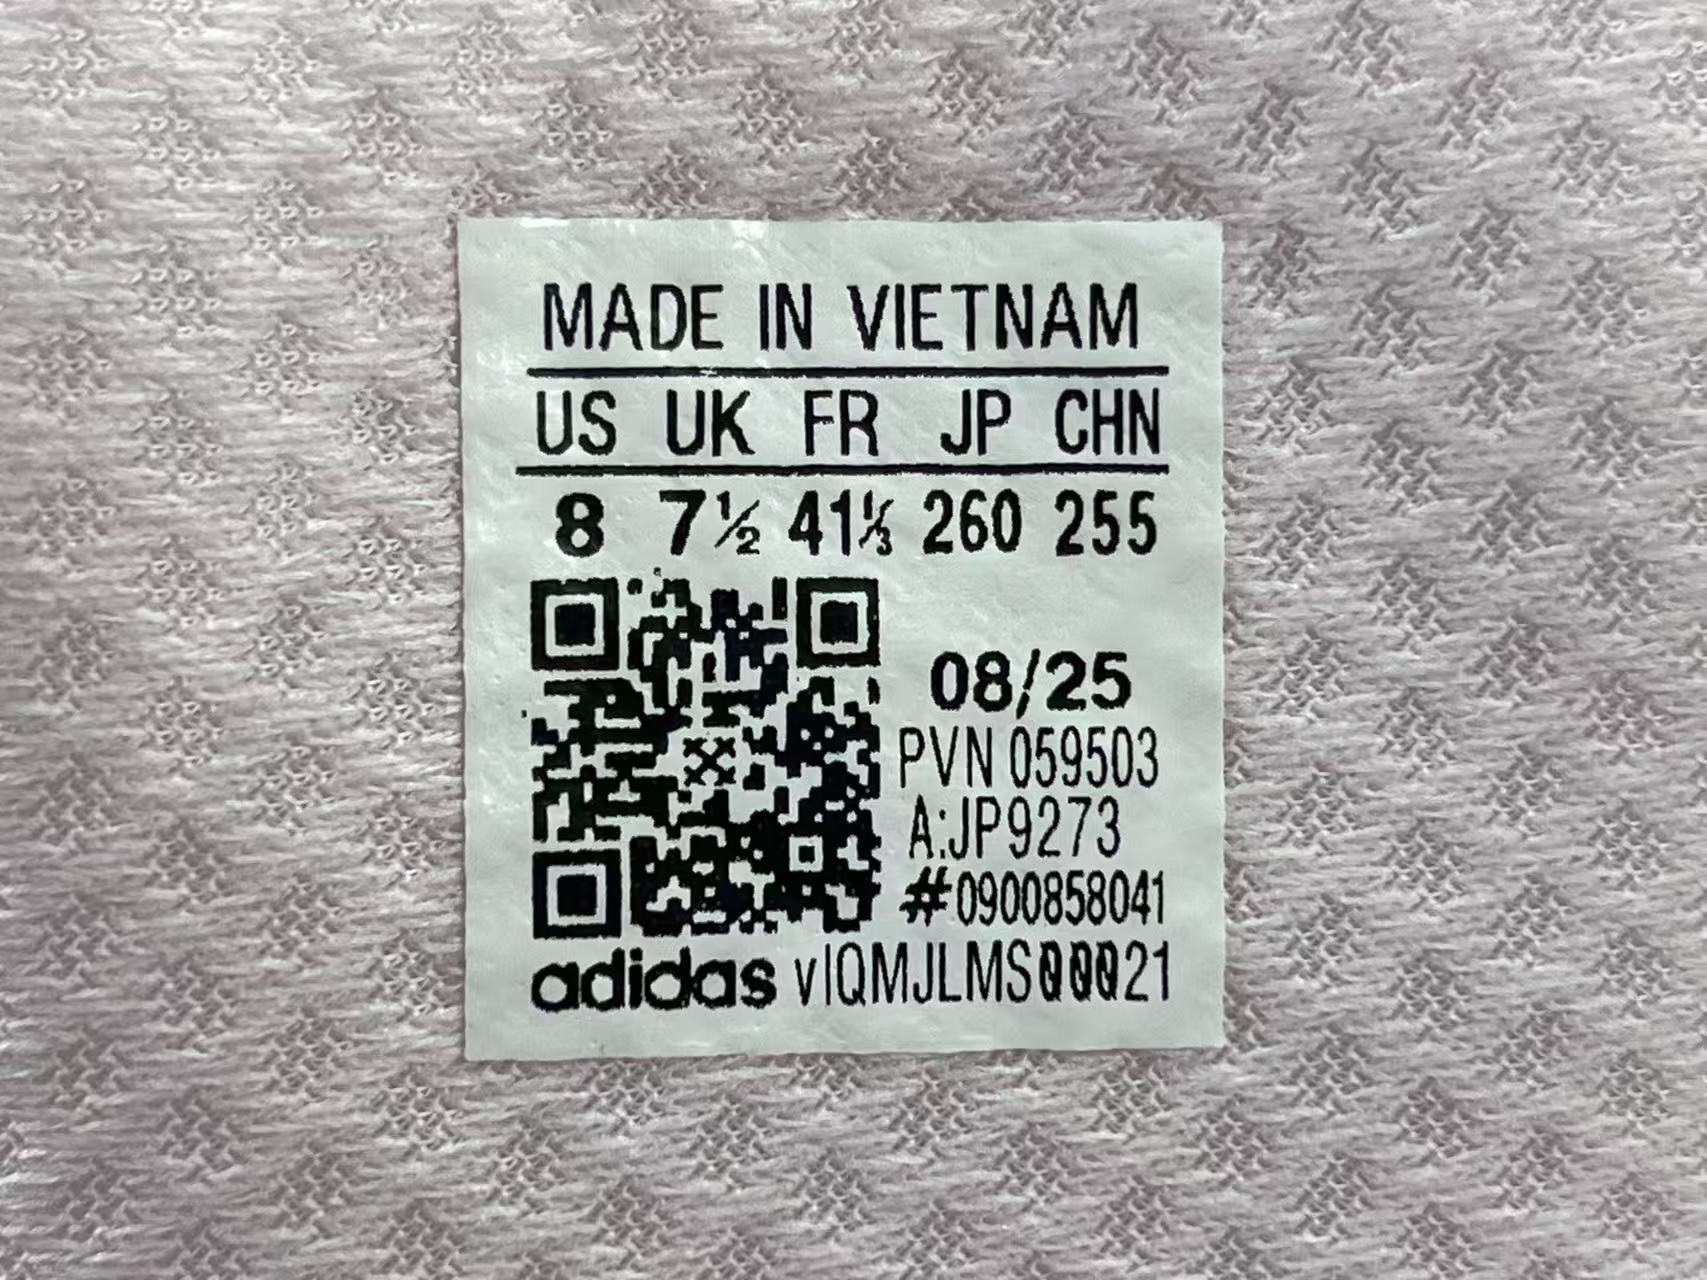 MADE IN VIETNAM
US UK FR JP CHN
8 7½ 41⅓ 260 255
08/25
PVN 059503
A:JP9273
#0900858041
adidas vIQMJLMS00021